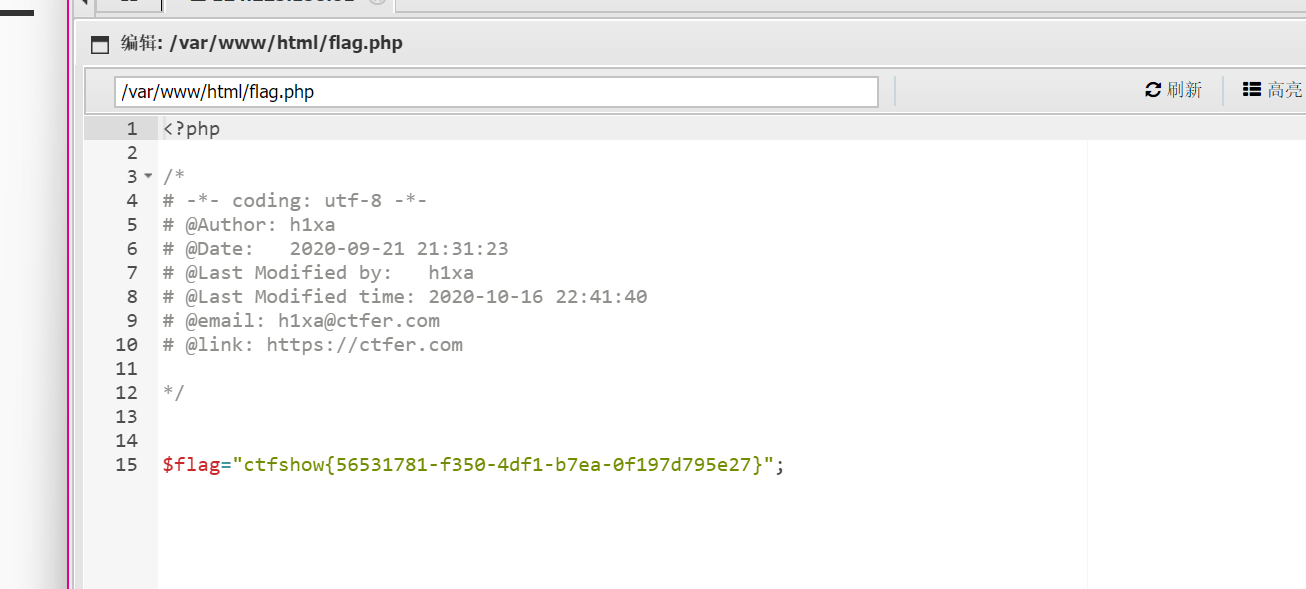 编辑: /var/www/html/flag.php
/var/www/html/flag.php
刷新
高亮
1 <?php
2
3 /*
4 # -*- coding: utf-8 -*-
5 # @Author: h1xa
6 # @Date:   2020-09-21 21:31:23
7 # @Last Modified by:   h1xa
8 # @Last Modified time: 2020-10-16 22:41:40
9 # @email: h1xa@ctfer.com
10 # @link: https://ctfer.com
11
12 */
13
14
15 $flag="ctfshow{56531781-f350-4df1-b7ea-0f197d795e27}";